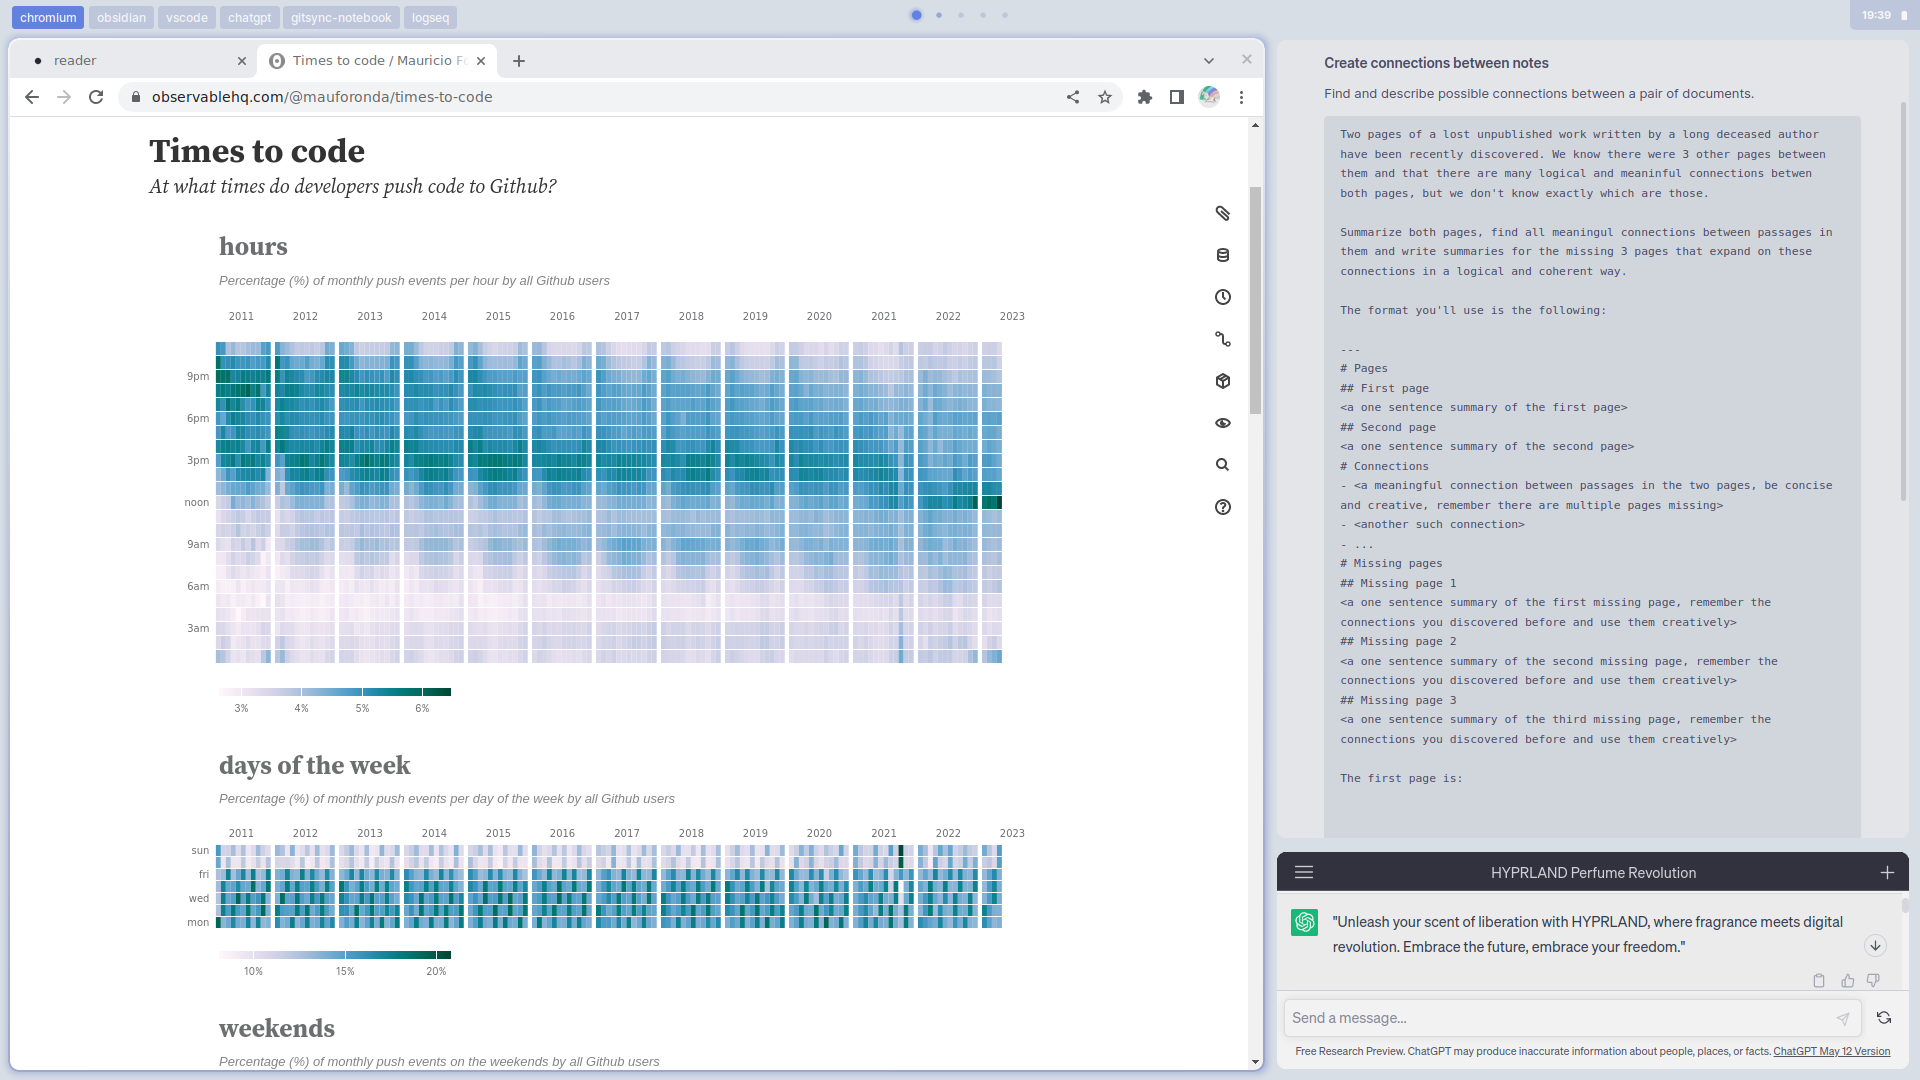 chromium
obsidian
vscode
chatgpt
gitsync-notebook
logseq
19:39
reader
Times to code / Mauricio Fo
observablehq.com/@mauforonda/times-to-code
Times to code
At what times do developers push code to Github?
hours
Percentage (%) of monthly push events per hour by all Github users
2011 2012 2013 2014 2015 2016 2017 2018 2019 2020 2021 2022 2023
9pm
6pm
3pm
noon
9am
6am
3am
3% 4% 5% 6%
days of the week
Percentage (%) of monthly push events per day of the week by all Github users
2011 2012 2013 2014 2015 2016 2017 2018 2019 2020 2021 2022 2023
sun
fri
wed
mon
10% 15% 20%
weekends
Percentage (%) of monthly push events on the weekends by all Github users
Create connections between notes
Find and describe possible connections between a pair of documents.
Two pages of a lost unpublished work written by a long deceased author
have been recently discovered. We know there were 3 other pages between
them and that there are many logical and meaninful connections betwen
both pages, but we don't know exactly which are those.
Summarize both pages, find all meaningul connections between passages in
them and write summaries for the missing 3 pages that expand on these
connections in a logical and coherent way.
The format you'll use is the following:
---
# Pages
## First page
<a one sentence summary of the first page>
## Second page
<a one sentence summary of the second page>
# Connections
- <a meaningful connection between passages in the two pages, be concise
and creative, remember there are multiple pages missing>
- <another such connection>
- ...
# Missing pages
## Missing page 1
<a one sentence summary of the first missing page, remember the
connections you discovered before and use them creatively>
## Missing page 2
<a one sentence summary of the second missing page, remember the
connections you discovered before and use them creatively>
## Missing page 3
<a one sentence summary of the third missing page, remember the
connections you discovered before and use them creatively>
The first page is:
HYPRLAND Perfume Revolution
"Unleash your scent of liberation with HYPRLAND, where fragrance meets digital
revolution. Embrace the future, embrace your freedom."
Send a message...
Free Research Preview. ChatGPT may produce inaccurate information about people, places, or facts. ChatGPT May 12 Version